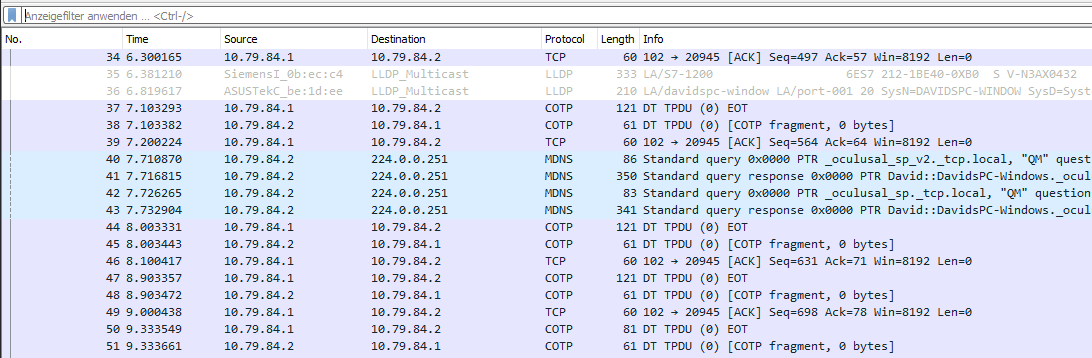 Anzeigefilter anwenden ... <Ctrl-/>
No. Time Source Destination Protocol Length Info
34 6.300165 10.79.84.1 10.79.84.2 TCP 60 102 → 20945 [ACK] Seq=497 Ack=57 Win=8192 Len=0
35 6.381210 SiemensI_0b:ec:c4 LLDP_Multicast LLDP 333 LA/S7-1200 6ES7 212-1BE40-0XB0 S V-N3AX0432
36 6.819617 ASUSTekC_be:1d:ee LLDP_Multicast LLDP 210 LA/davidspc-window LA/port-001 20 SysN=DAVIDSPC-WINDOW SysD=Syst
37 7.103293 10.79.84.1 10.79.84.2 COTP 121 DT TPDU (0) EOT
38 7.103382 10.79.84.2 10.79.84.1 COTP 61 DT TPDU (0) [COTP fragment, 0 bytes]
39 7.200224 10.79.84.1 10.79.84.2 TCP 60 102 → 20945 [ACK] Seq=564 Ack=64 Win=8192 Len=0
40 7.710870 10.79.84.2 224.0.0.251 MDNS 86 Standard query 0x0000 PTR _oculusal_sp_v2._tcp.local, "QM" quest
41 7.716815 10.79.84.2 224.0.0.251 MDNS 350 Standard query response 0x0000 PTR David::DavidsPC-Windows._ocul
42 7.726265 10.79.84.2 224.0.0.251 MDNS 83 Standard query 0x0000 PTR _oculusal_sp._tcp.local, "QM" question
43 7.732904 10.79.84.2 224.0.0.251 MDNS 341 Standard query response 0x0000 PTR David::DavidsPC-Windows._ocul
44 8.003331 10.79.84.1 10.79.84.2 COTP 121 DT TPDU (0) EOT
45 8.003443 10.79.84.2 10.79.84.1 COTP 61 DT TPDU (0) [COTP fragment, 0 bytes]
46 8.100417 10.79.84.1 10.79.84.2 TCP 60 102 → 20945 [ACK] Seq=631 Ack=71 Win=8192 Len=0
47 8.903357 10.79.84.1 10.79.84.2 COTP 121 DT TPDU (0) EOT
48 8.903472 10.79.84.2 10.79.84.1 COTP 61 DT TPDU (0) [COTP fragment, 0 bytes]
49 9.000438 10.79.84.1 10.79.84.2 TCP 60 102 → 20945 [ACK] Seq=698 Ack=78 Win=8192 Len=0
50 9.333549 10.79.84.1 10.79.84.2 COTP 81 DT TPDU (0) EOT
51 9.333661 10.79.84.2 10.79.84.1 COTP 61 DT TPDU (0) [COTP fragment, 0 bytes]